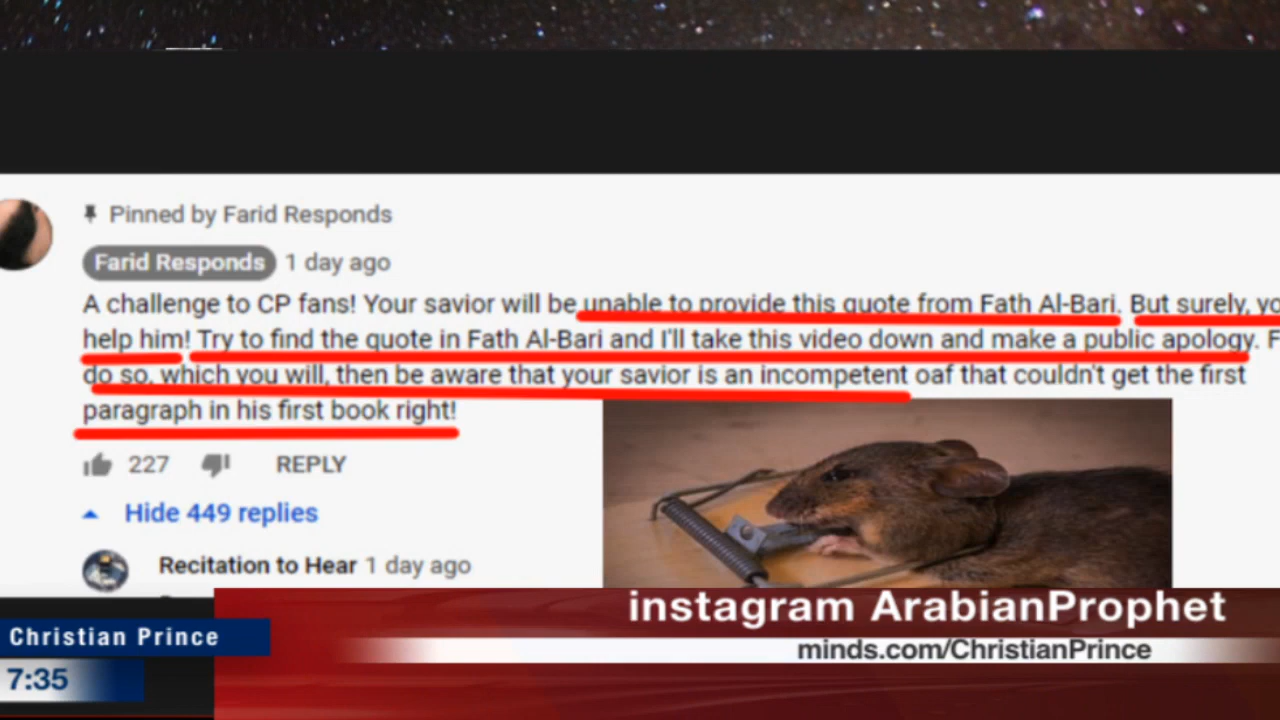 Pinned by Farid Responds
Farid Responds 1 day ago
A challenge to CP fans! Your savior will be unable to provide this quote from Fath Al-Bari. But surely,
help him! Try to find the quote in Fath Al-Bari and I'll take this video down and make a public apology.
do so, which you will, then be aware that your savior is an incompetent oaf that couldn't get the first
paragraph in his first book right!
227 REPLY
Hide 449 replies
Recitation to Hear 1 day ago
instagram ArabianProphet
Christian Prince
minds.com/ChristianPrince
7:35